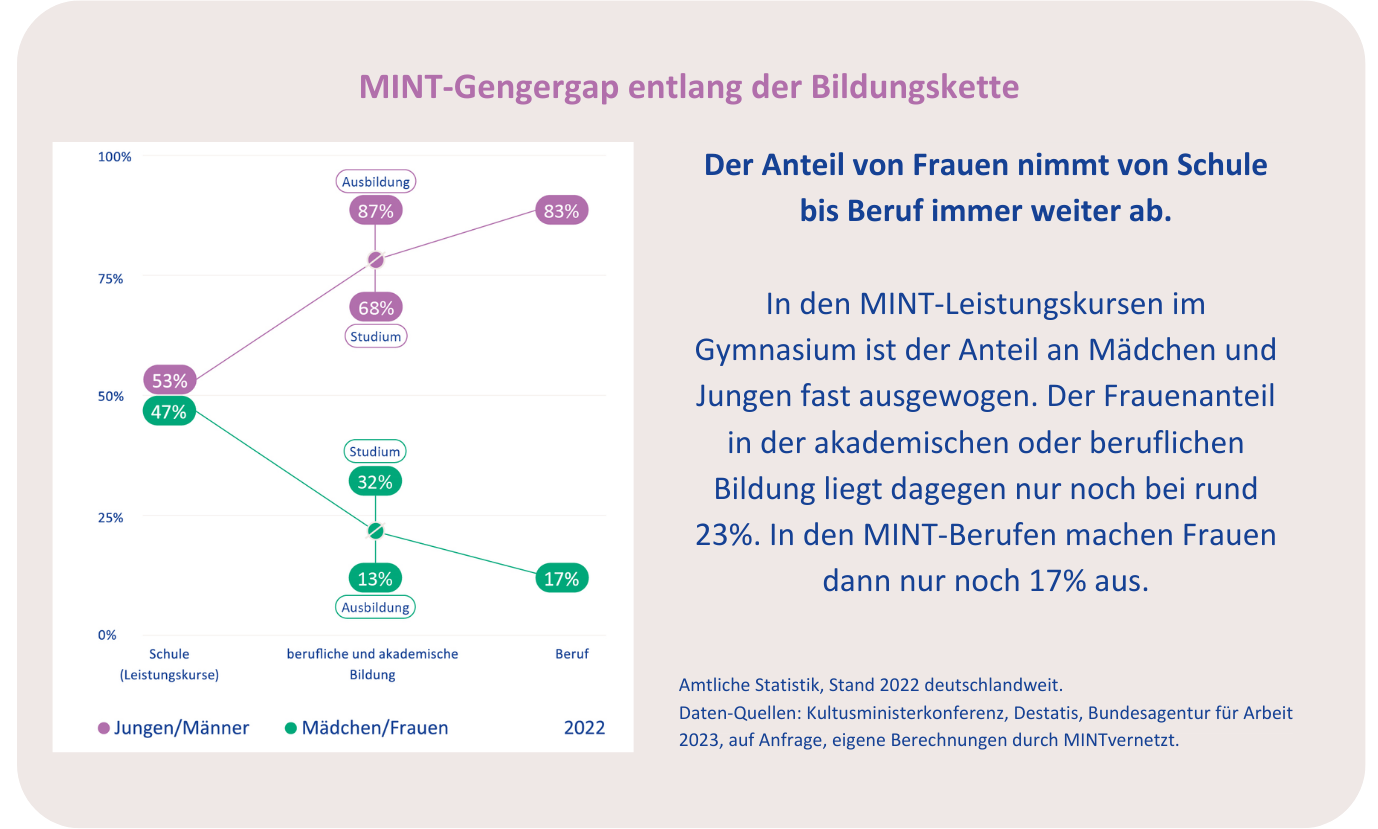 MINT-Gengergap entlang der Bildungskette
100%
75%
50%
25%
0%
Ausbildung
87%
83%
68%
Studium
53%
47%
Studium
32%
13%
Ausbildung
17%
Schule
(Leistungskurse)
berufliche und akademische
Bildung
Beruf
Jungen/Männer
Mädchen/Frauen
2022
Der Anteil von Frauen nimmt von Schule
bis Beruf immer weiter ab.
In den MINT-Leistungskursen im
Gymnasium ist der Anteil an Mädchen und
Jungen fast ausgewogen. Der Frauenanteil
in der akademischen oder beruflichen
Bildung liegt dagegen nur noch bei rund
23%. In den MINT-Berufen machen Frauen
dann nur noch 17% aus.
Amtliche Statistik, Stand 2022 deutschlandweit.
Daten-Quellen: Kultusministerkonferenz, Destatis, Bundesagentur für Arbeit
2023, auf Anfrage, eigene Berechnungen durch MINTvernetzt.